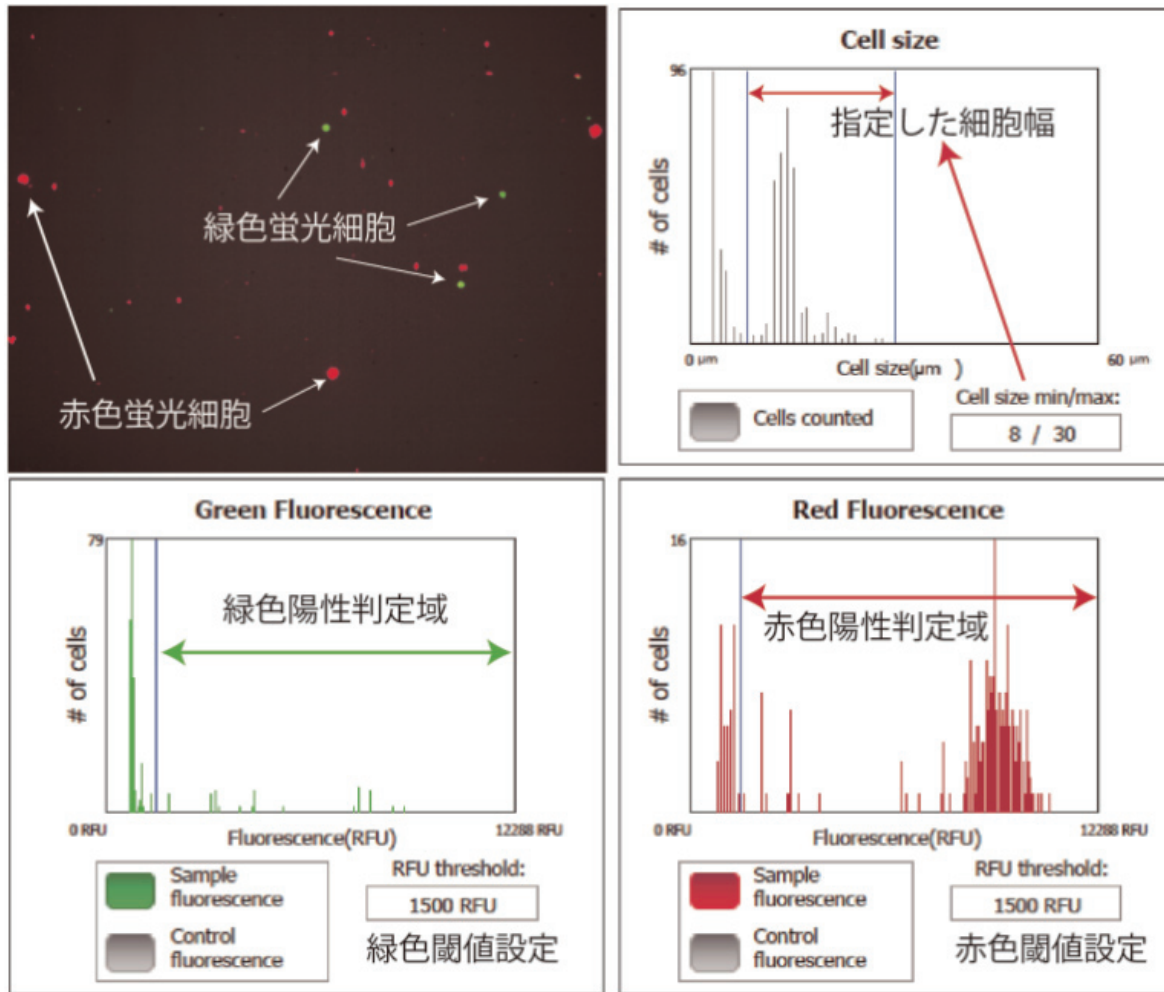 緑色蛍光細胞
赤色蛍光細胞
Cell size
96
指定した細胞幅
# of cells
0 μm
60 μm
Cell size(μm )
Cells counted
Cell size min/max:
8 / 30
Green Fluorescence
79
緑色陽性判定域
# of cells
0 RFU
12288 RFU
Fluorescence(RFU)
Sample
fluorescence
Control
fluorescence
RFU threshold:
1500 RFU
緑色閾値設定
Red Fluorescence
16
赤色陽性判定域
# of cells
0 RFU
12288 RFU
Fluorescence(RFU)
Sample
fluorescence
Control
fluorescence
RFU threshold:
1500 RFU
赤色閾値設定